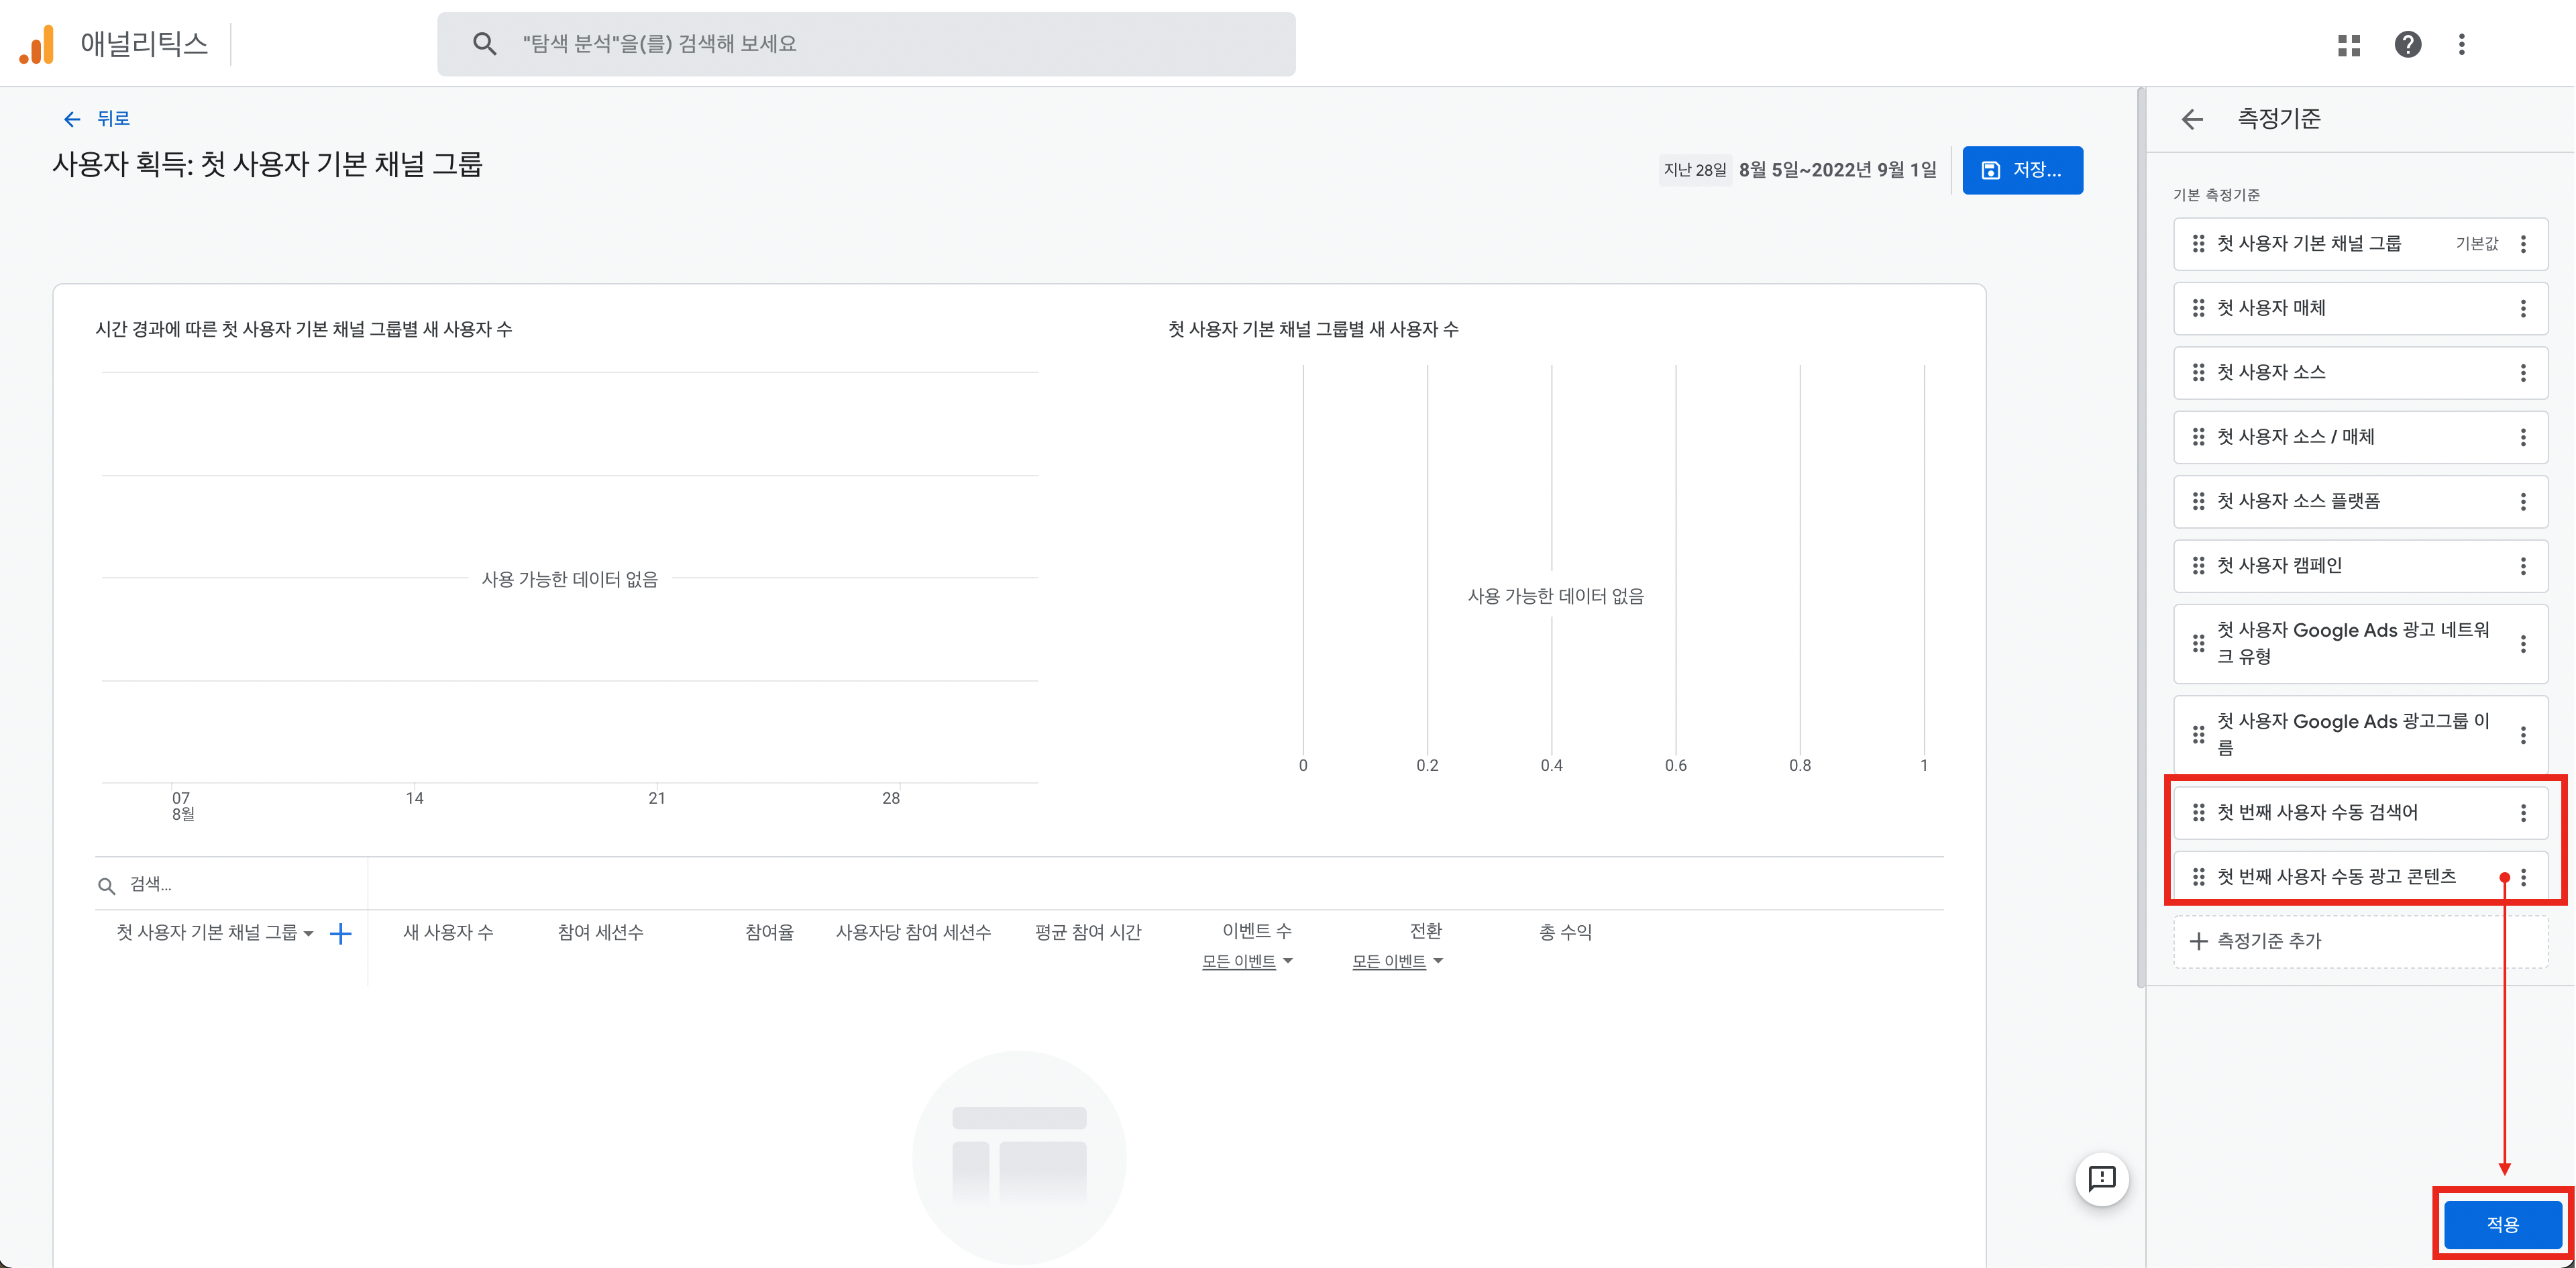 애널리틱스
"탐색 분석"을(를) 검색해 보세요
뒤로
사용자 획득: 첫 사용자 기본 채널 그룹
지난 28일 8월 5일~2022년 9월 1일
저장...
시간 경과에 따른 첫 사용자 기본 채널 그룹별 새 사용자 수
사용 가능한 데이터 없음
07 14 21 28
8월
첫 사용자 기본 채널 그룹별 새 사용자 수
사용 가능한 데이터 없음
0 0.2 0.4 0.6 0.8 1
검색...
첫 사용자 기본 채널 그룹 새 사용자 수 참여 세션수 참여율 사용자당 참여 세션수 평균 참여 시간 이벤트 수 전환 총 수익
모든 이벤트 모든 이벤트
측정기준
기본 측정기준
첫 사용자 기본 채널 그룹 기본값
첫 사용자 매체
첫 사용자 소스
첫 사용자 소스 / 매체
첫 사용자 소스 플랫폼
첫 사용자 캠페인
첫 사용자 Google Ads 광고 네트워
크 유형
첫 사용자 Google Ads 광고그룹 이
름
첫 번째 사용자 수동 검색어
첫 번째 사용자 수동 광고 콘텐츠
측정기준 추가
적용